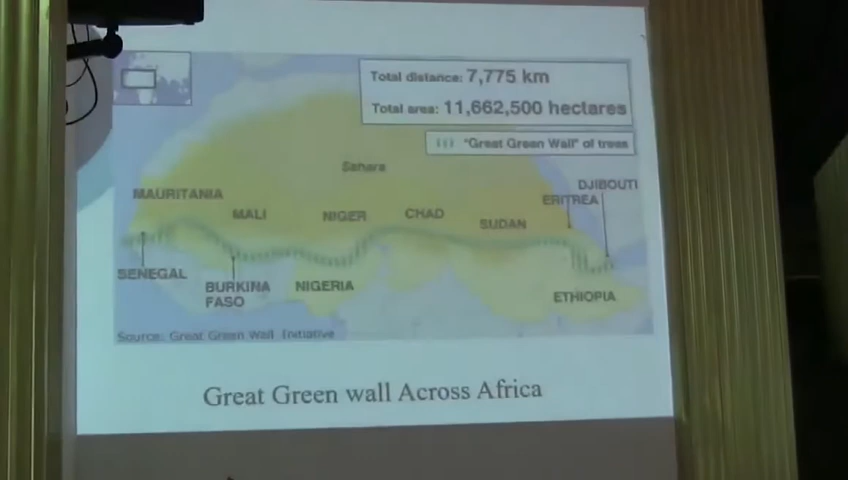 Total distance: 7,775 km
Total area: 11,662,500 hectares
"Great Green Wall" of trees
Sahara
DJIBOUTI
ERITREA
MAURITANIA
MALI
NIGER
CHAD
SUDAN
SENEGAL
BURKINA
FASO
NIGERIA
ETHIOPIA
Source: Great Green Wall Initiative
Great Green wall Across Africa